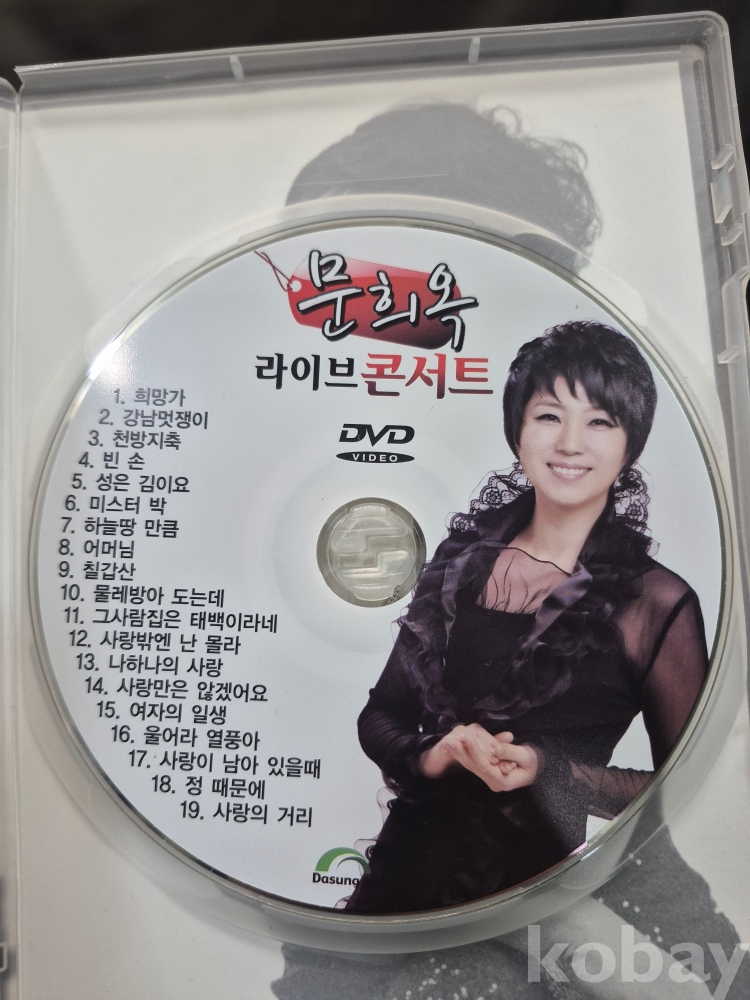 문희옥
라이브콘서트
DVD
VIDEO
1. 희망가
2. 강남멋쟁이
3. 천방지축
4. 빈 손
5. 성은 김이요
6. 미스터 박
7. 하늘땅 만큼
8. 어머님
9. 칠갑산
10. 물레방아 도는데
11. 그사람집은 태백이라네
12. 사랑밖엔 난 몰라
13. 나하나의 사랑
14. 사랑만은 않겠어요
15. 여자의 일생
16. 울어라 열풍아
17. 사랑이 남아 있을때
18. 정 때문에
19. 사랑의 거리
Dasung
kobay